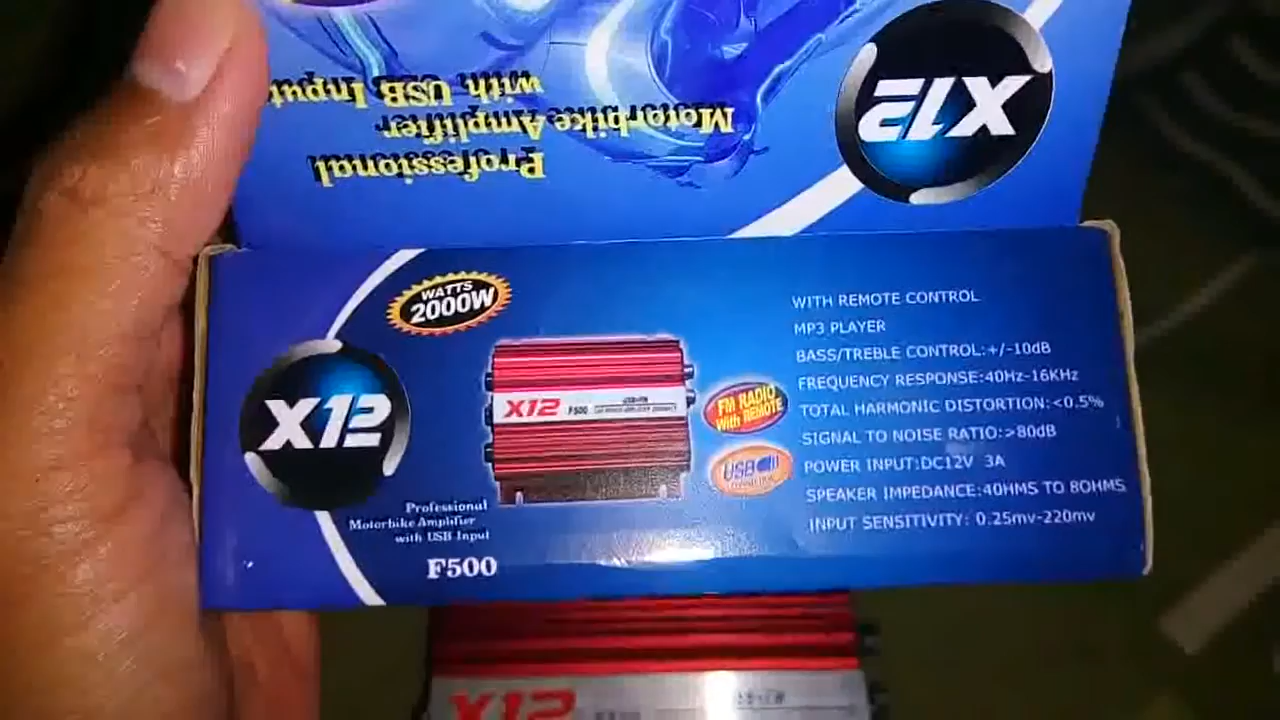 with USB Input
Motorbike Amplifier
Professional
X12
WATTS
2000W
X12
X12 F500
FM RADIO
With REMOTE
USB
Professional
Motorbike Amplifier
with USB Input
F500
WITH REMOTE CONTROL
MP3 PLAYER
BASS/TREBLE CONTROL:+/-10dB
FREQUENCY RESPONSE:40Hz-16KHz
TOTAL HARMONIC DISTORTION:<0.5%
SIGNAL TO NOISE RATIO:>80dB
POWER INPUT:DC12V 3A
SPEAKER IMPEDANCE:4OHMS TO 8OHMS
INPUT SENSITIVITY: 0.25mv-220mv
X12